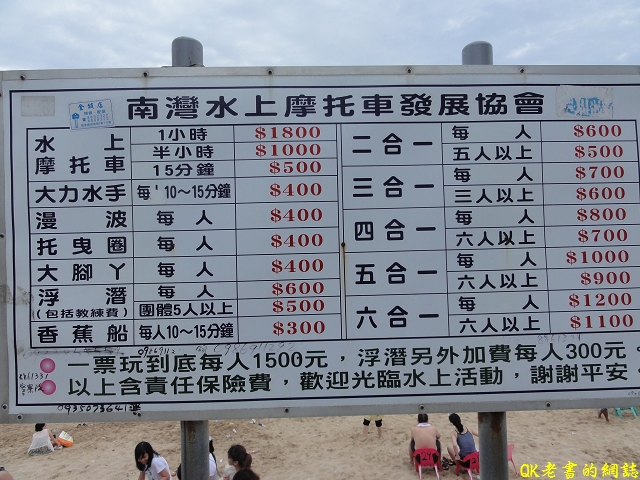 南灣水上摩托車發展協會
水上摩托車 1小時 $1800
半小時 $1000
15分鐘 $500
大力水手 每人10～15分鐘 $400
漫波 每人 $400
托曳圈 每人 $400
大腳丫 每人 $400
浮潛 每人 $600
(包括教練費) 團體5人以上 $500
香蕉船 每人10～15分鐘 $300
二合一 每人 $600
五人以上 $500
三合一 每人 $700
三人以上 $600
四合一 每人 $800
六人以上 $700
五合一 每人 $1000
六人以上 $900
六合一 每人 $1200
六人以上 $1100
一票玩到底每人1500元，浮潛另外加費每人300元。
以上含責任保險費，歡迎光臨水上活動，謝謝平安。
QK老書的網誌